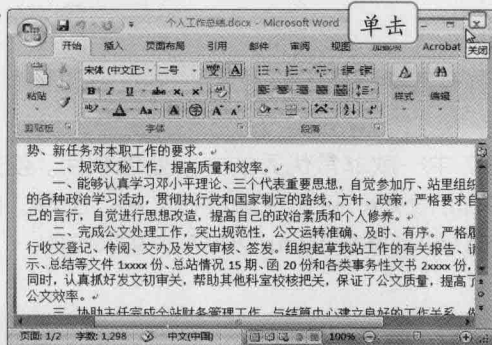 个人工作总结.docx - Microsoft Word
单击
关闭
开始 插入 页面布局 引用 邮件 审阅 视图 加载项 Acrobat
宋体 (中文正 二号
粘贴
样式 编辑
剪贴板 字体 段落
势、新任务对本职工作的要求。
二、规范文秘工作，提高质量和效率。
一、能够认真学习邓小平理论、三个代表重要思想，自觉参加厅、站里组织
的各种政治学习活动，贯彻执行党和国家制定的路线、方针、政策，严格要求自
己的言行，自觉进行思想改造，提高自己的政治素质和个人修养。
二、完成公文处理工作，突出规范性，公文运转准确、及时、有序。严格履
行收文登记、传阅、交办及发文审核、签发。组织起草我站工作的有关报告、请
示、总结等文件 1xxxx 份、总站情况 15 期、函 20 份和各类事务性文书 2xxxx 份，
同时，认真抓好发文初审关，帮助其他科室校核把关，保证了公文质量，提高了
公文效率。
三、协助主任完成全站财务管理工作，与结算中心建立良好的工作关系，做
页面: 1/2 字数: 1,298 中文(中国) 100%